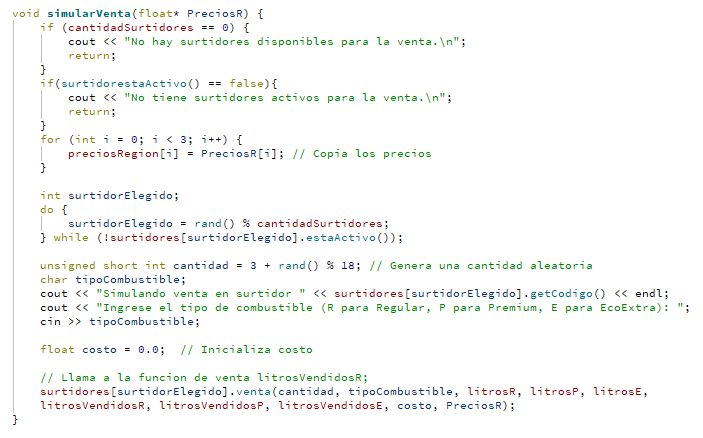 void simularVenta(float* PreciosR) {
    if (cantidadSurtidores == 0) {
        cout << "No hay surtidores disponibles para la venta.\n";
        return;
    }
    if(surtidorestaActivo() == false){
        cout << "No tiene surtidores activos para la venta.\n";
        return;
    }
    for (int i = 0; i < 3; i++) {
        preciosRegion[i] = PreciosR[i]; // Copia los precios
    }

    int surtidorElegido;
    do {
        surtidorElegido = rand() % cantidadSurtidores;
    } while (!surtidores[surtidorElegido].estaActivo());

    unsigned short int cantidad = 3 + rand() % 18; // Genera una cantidad aleatoria
    char tipoCombustible;
    cout << "Simulando venta en surtidor " << surtidores[surtidorElegido].getCodigo() << endl;
    cout << "Ingrese el tipo de combustible (R para Regular, P para Premium, E para EcoExtra): ";
    cin >> tipoCombustible;

    float costo = 0.0;  // Inicializa costo

    // Llama a la funcion de venta litrosVendidosR;
    surtidores[surtidorElegido].venta(cantidad, tipoCombustible, litrosR, litrosP, litrosE,
    litrosVendidosR, litrosVendidosP, litrosVendidosE, costo, PreciosR);
}